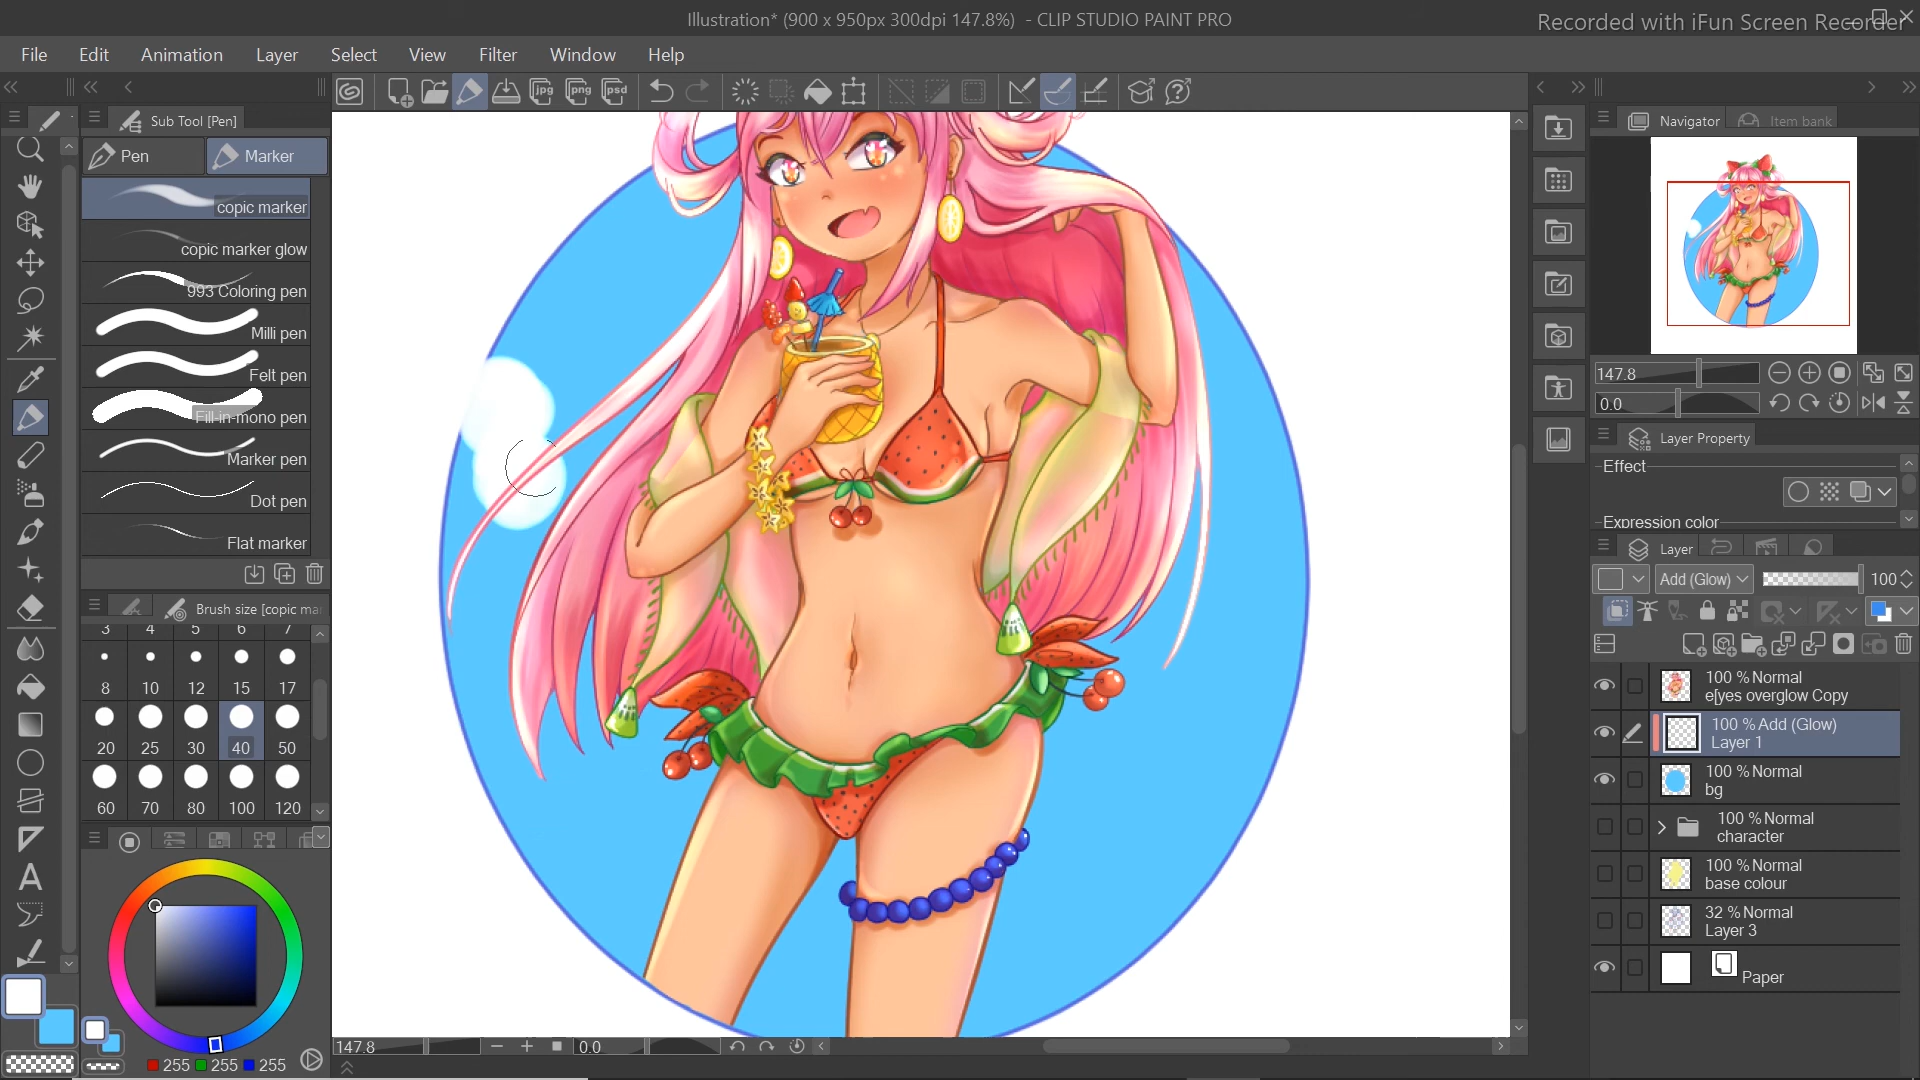 Illustration* (900 x 950px 300dpi 147.8%) - CLIP STUDIO PAINT PRO
Recorded with iFun Screen Recorder
File Edit Animation Layer Select View Filter Window Help
jpg png psd
Sub Tool [Pen]
Pen
Marker
copic marker
copic marker glow
993 Coloring pen
Milli pen
Felt pen
Fill-in-mono pen
Marker pen
Dot pen
Flat marker
Brush size [copic ma
3 4 5 6 7
8 10 12 15 17
20 25 30 40 50
60 70 80 100 120
255 255 255
147.8
0.0
Navigator
Item bank
147.8
0.0
Layer Property
Effect
Expression color
Layer
Add (Glow)
100
100 % Normal
e[yes overglow Copy
100 % Add (Glow)
Layer 1
100 % Normal
bg
100 % Normal
character
100 % Normal
base colour
32 % Normal
Layer 3
Paper